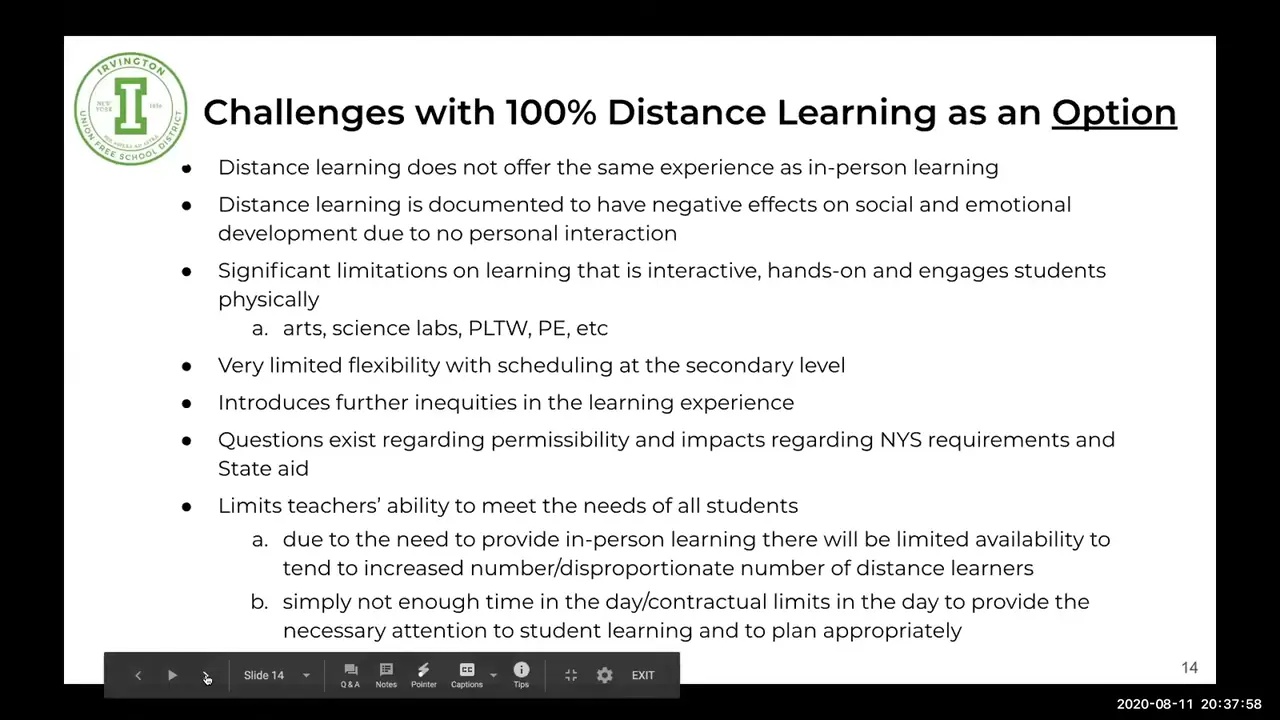 IRVINGTON
NEW YORK
1856
UNION FREE SCHOOL DISTRICT
Challenges with 100% Distance Learning as an Option
● Distance learning does not offer the same experience as in-person learning
● Distance learning is documented to have negative effects on social and emotional
development due to no personal interaction
● Significant limitations on learning that is interactive, hands-on and engages students
physically
a. arts, science labs, PLTW, PE, etc
● Very limited flexibility with scheduling at the secondary level
● Introduces further inequities in the learning experience
● Questions exist regarding permissibility and impacts regarding NYS requirements and
State aid
● Limits teachers’ ability to meet the needs of all students
a. due to the need to provide in-person learning there will be limited availability to
tend to increased number/disproportionate number of distance learners
b. simply not enough time in the day/contractual limits in the day to provide the
necessary attention to student learning and to plan appropriately
Slide 14
Q & A
Notes
Pointer
CC
Captions
Tips
EXIT
14
2020-08-11 20:37:58